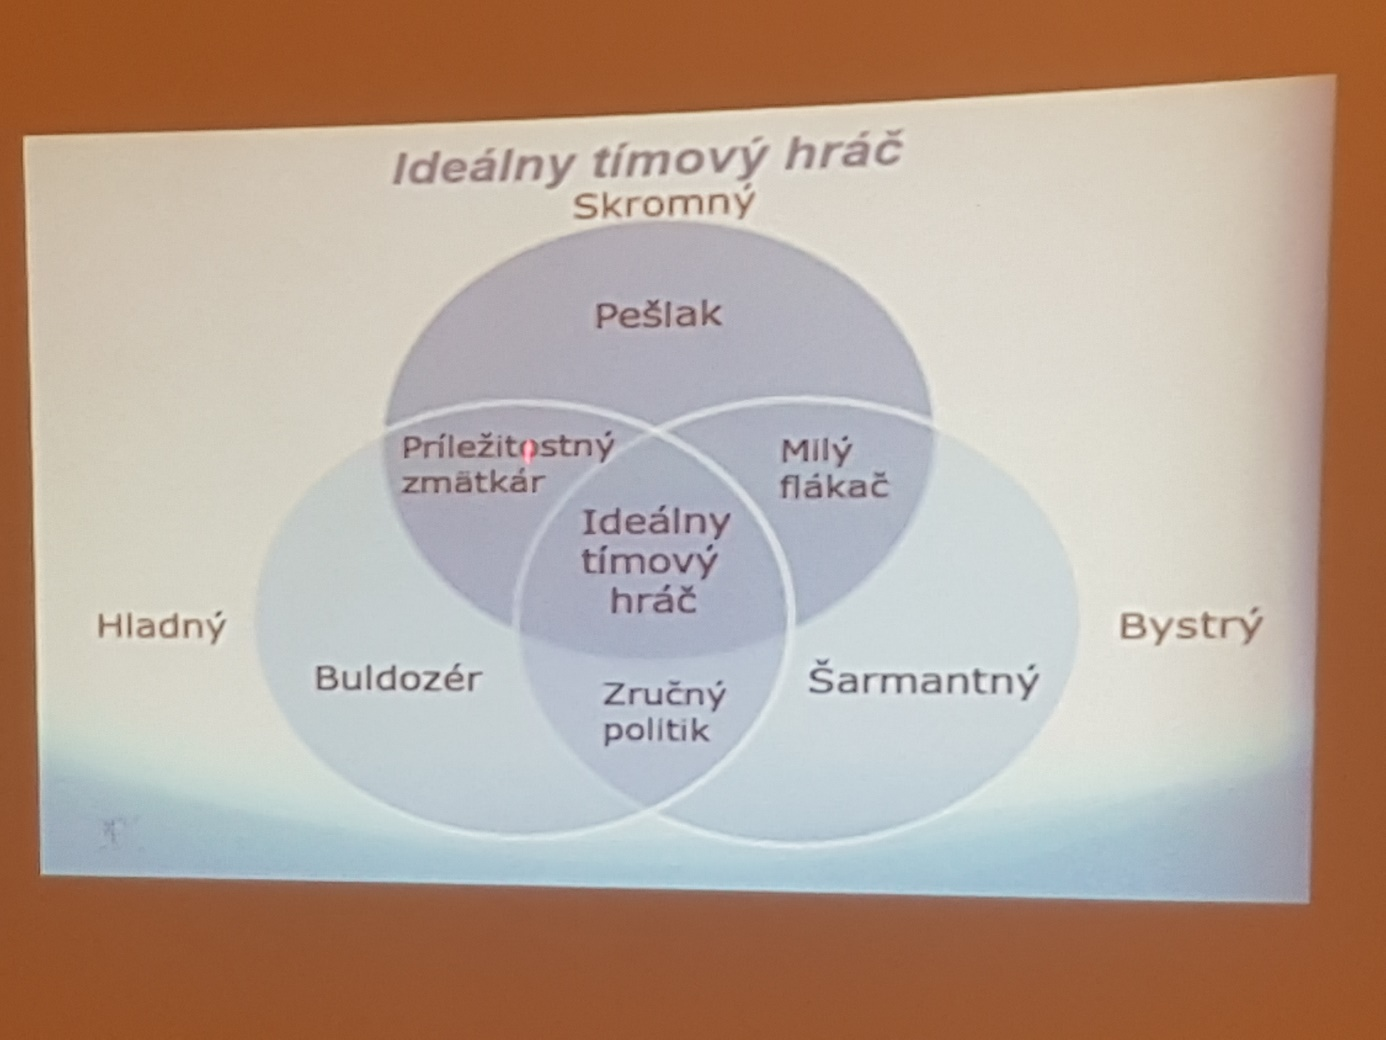 Ideálny tímový hráč
Skromný
Pešlak
Príležitostný
zmätkár
Milý
flákač
Ideálny
tímový
hráč
Hladný
Bystrý
Buldozér
Šarmantný
Zručný
politik